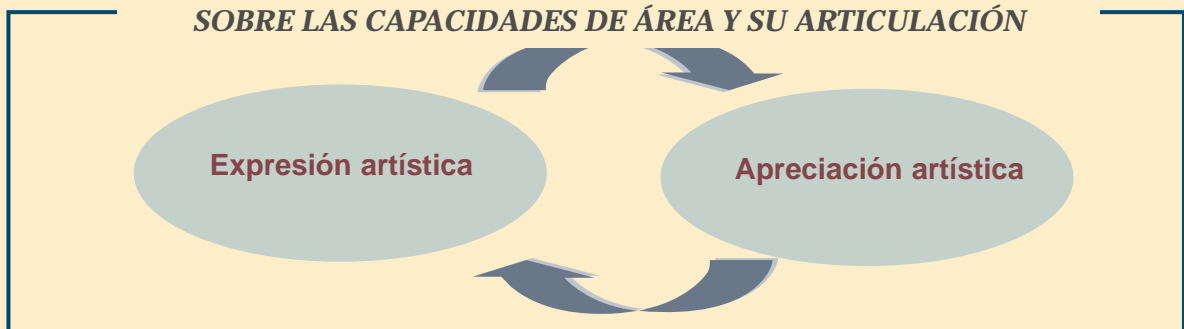 SOBRE LAS CAPACIDADES DE ÁREA Y SU ARTICULACIÓN
Expresión artística
Apreciación artística